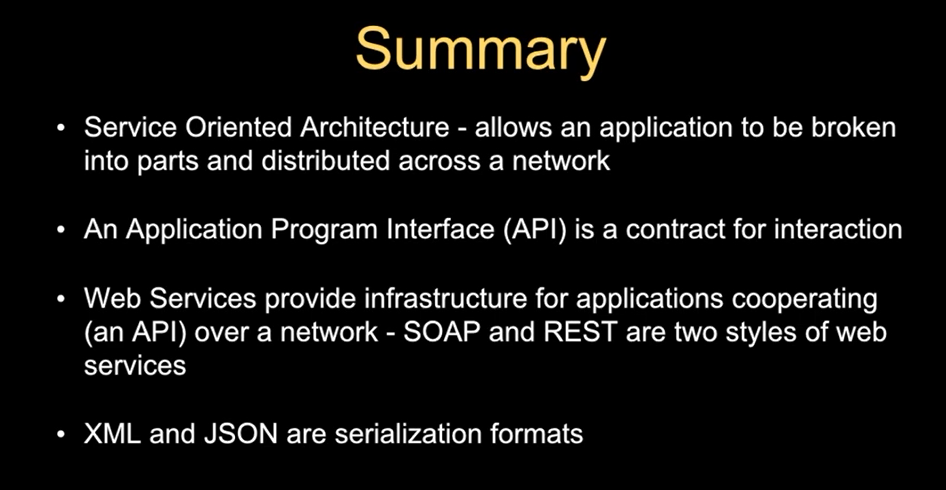 Summary
• Service Oriented Architecture - allows an application to be broken
into parts and distributed across a network
• An Application Program Interface (API) is a contract for interaction
• Web Services provide infrastructure for applications cooperating
(an API) over a network - SOAP and REST are two styles of web
services
• XML and JSON are serialization formats